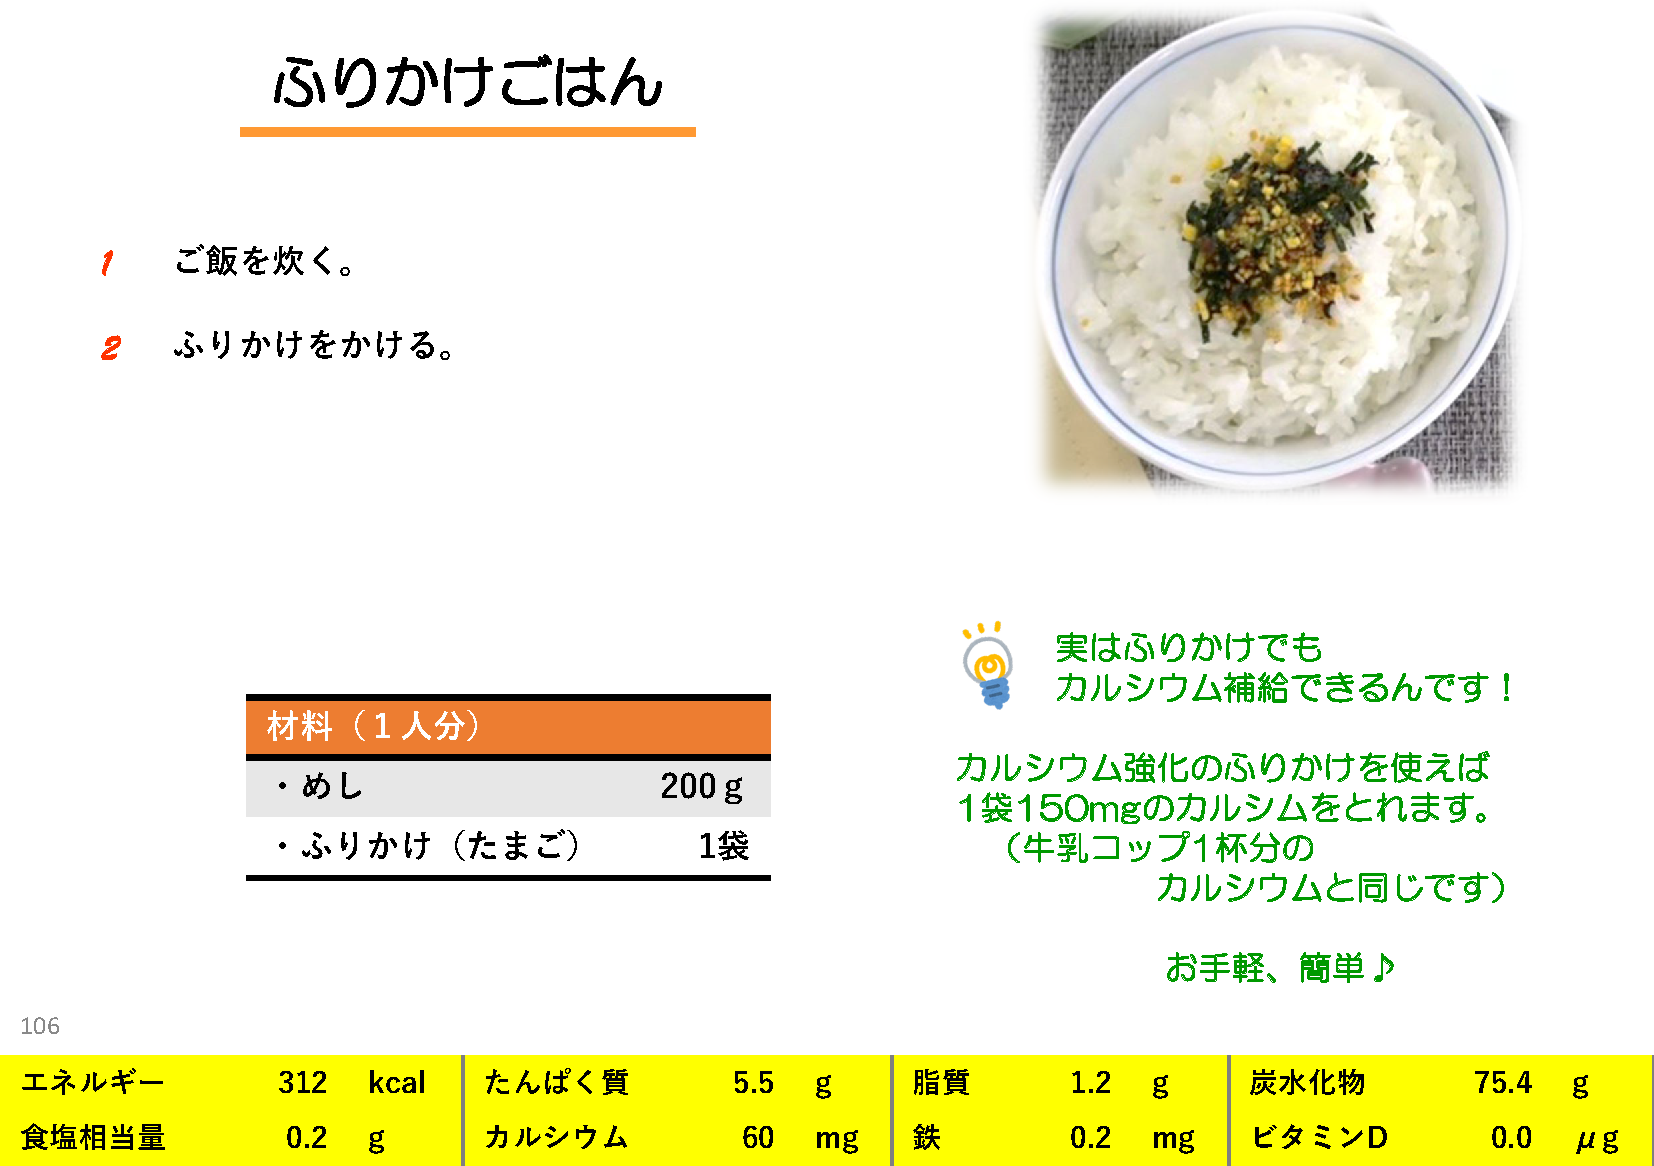 ふりかけごはん
1 ご飯を炊く。
2 ふりかけをかける。
実はふりかけでも
カルシウム補給できるんです！
材料（１人分）
・めし 200ｇ
・ふりかけ（たまご） 1袋
カルシウム強化のふりかけを使えば
1袋150mgのカルシムをとれます。
（牛乳コップ1杯分の
カルシウムと同じです）
お手軽、簡単♪
106
エネルギー 312 kcal たんぱく質 5.5 g 脂質 1.2 g 炭水化物 75.4 g
食塩相当量 0.2 g カルシウム 60 mg 鉄 0.2 mg ビタミンD 0.0 μg